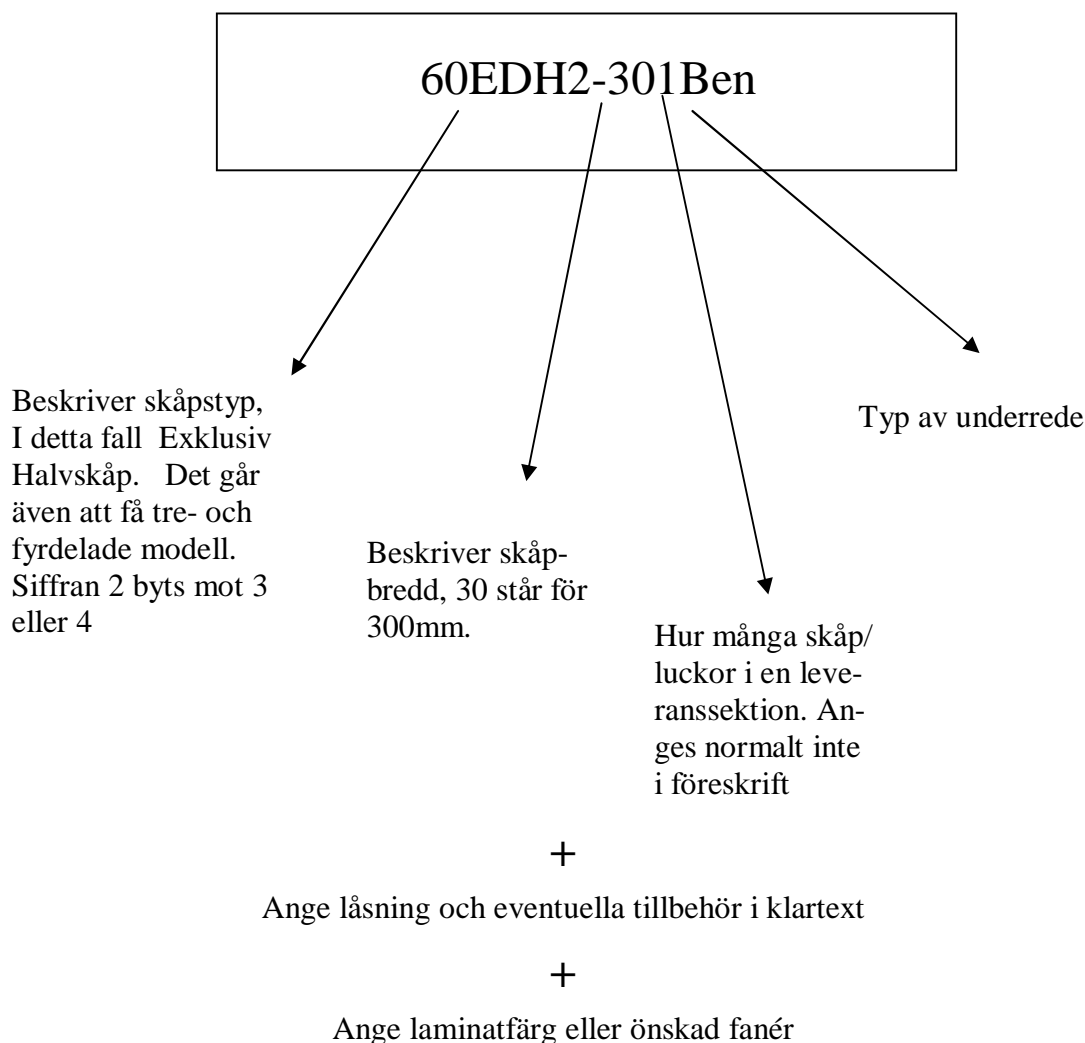 60EDH2-301Ben
Beskriver skåpstyp,
I detta fall Exklusiv
Halvskåp. Det går
även att få tre- och
fyrdelade modell.
Siffran 2 byts mot 3
eller 4
Beskriver skåp-
bredd, 30 står för
300mm.
Hur många skåp/
luckor i en leve-
ranssektion. An-
ges normalt inte
i föreskrift
Typ av underrede
+
Ange låsning och eventuella tillbehör i klartext
+
Ange laminatfärg eller önskad fanér